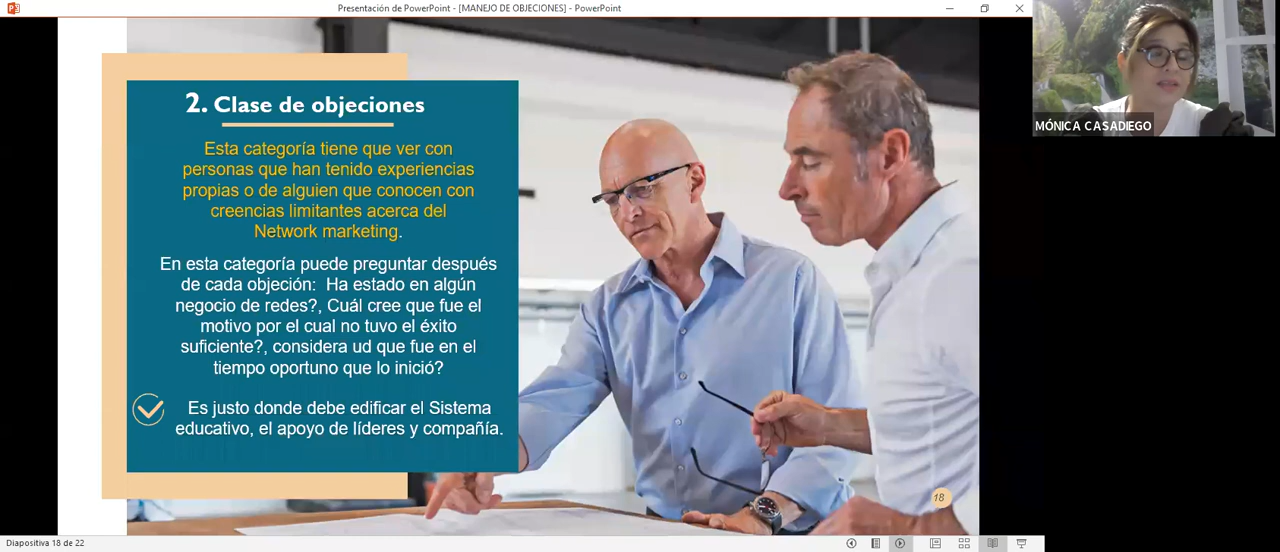 Presentación de PowerPoint - [MANEJO DE OBJECIONES] - PowerPoint
MÓNICA CASADIEGO
2. Clase de objeciones
Esta categoría tiene que ver con
personas que han tenido experiencias
propias o de alguien que conocen con
creencias limitantes acerca del
Network marketing.
En esta categoría puede preguntar después
de cada objeción: Ha estado en algún
negocio de redes?, Cuál cree que fue el
motivo por el cual no tuvo el éxito
suficiente?, considera ud que fue en el
tiempo oportuno que lo inició?
Es justo donde debe edificar el Sistema
educativo, el apoyo de líderes y compañía.
18
Diapositiva 18 de 22